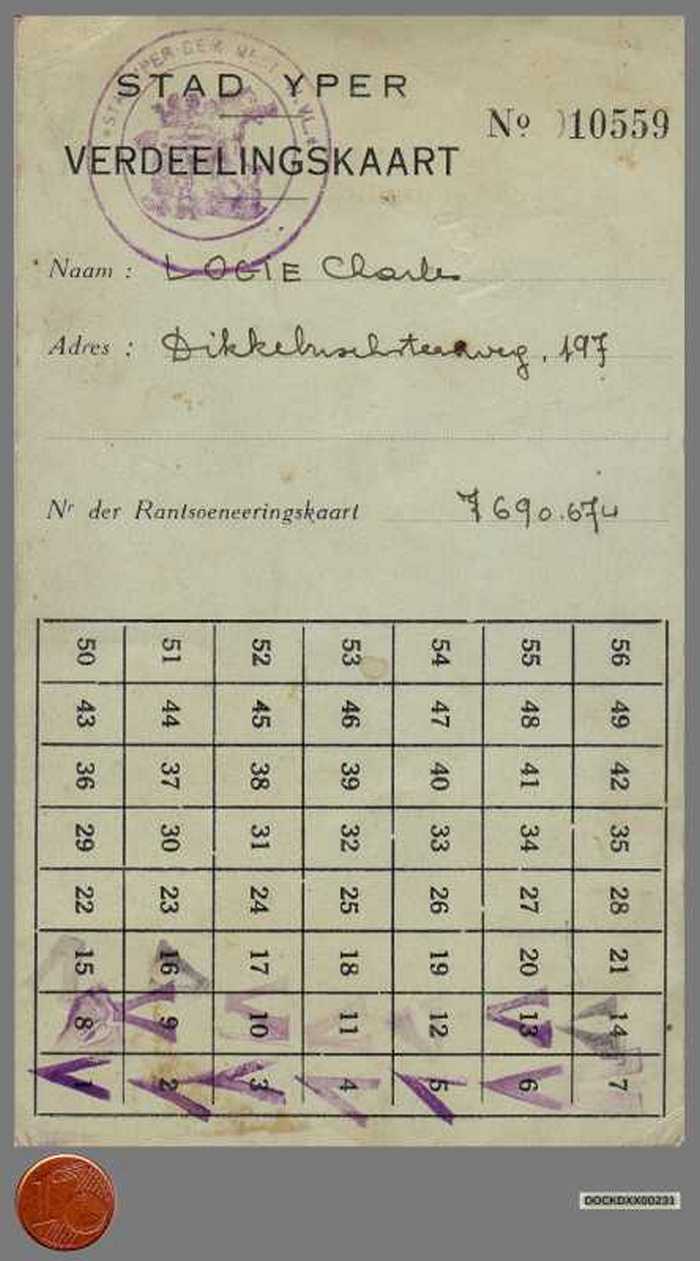 STAD YPER
VERDEELINGSKAART
Nº 10559
Naam : LOGIE Charles
Adres : Dikkebuschsteenweg, 197
Nr der Rantsoeneeringskaart 7690.674
50 51 52 53 54 55 56
43 44 45 46 47 48 49
36 37 38 39 40 41 42
29 30 31 32 33 34 35
22 23 24 25 26 27 28
15 16 17 18 19 20 21
8 9 10 11 12 13 14
1 2 3 4 5 6 7
DOCKDXX00231